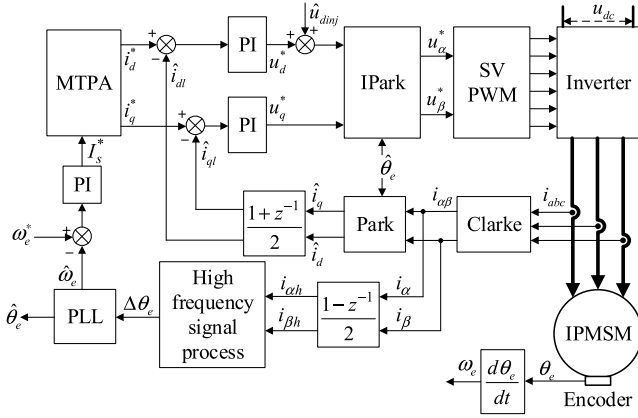 û_dinj
u_dc
MTPA
i_d^*
+
−
î_dl
PI
u_d^*
+
+
IPark
u_α^*
u_β^*
SV
PWM
Inverter
i_q^*
+
−
î_ql
PI
u_q^*
I_s^*
PI
θ̂_e
ω_e^*
+
−
ω̂_e
1+z^{-1}
2
î_q
î_d
Park
i_αβ
Clarke
i_abc
θ̂_e
PLL
Δθ_e
High
frequency
signal
process
i_αh
i_βh
1−z^{-1}
2
i_α
i_β
IPMSM
ω_e
dθ_e
dt
θ_e
Encoder